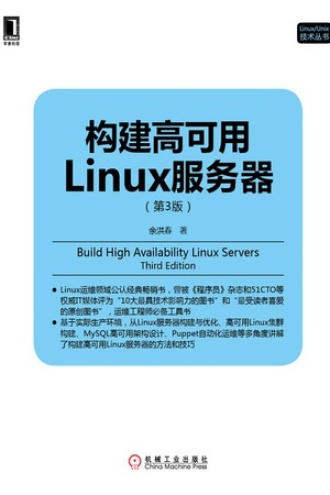 华章科技
Linux/Unix
技术丛书
构建高可用
Linux服务器
（第3版）
余洪春 著
Build High Availability Linux Servers
Third Edition
● Linux运维领域公认经典畅销书，曾被《程序员》杂志和51CTO等
权威IT媒体评为“10大最具技术影响力的图书”和“最受读者喜爱
的原创图书”，运维工程师必备工具书
● 基于实际生产环境，从Linux服务器构建与优化、高可用Linux集群
构建、MySQL高可用架构设计、Puppet自动化运维等多角度讲解
了构建高可用Linux服务器的方法和技巧
机械工业出版社
China Machine Press